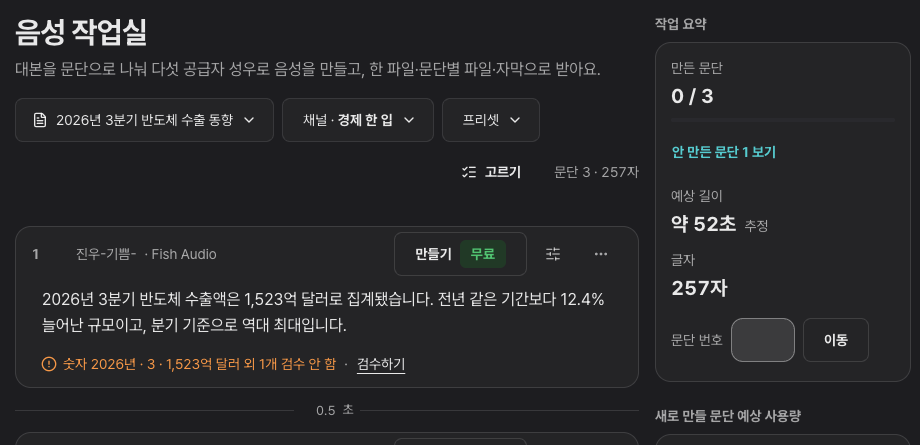 음성 작업실
대본을 문단으로 나눠 다섯 공급자 성우로 음성을 만들고, 한 파일·문단별 파일·자막으로 받아요.
2026년 3분기 반도체 수출 동향
채널 · 경제 한 입
프리셋
고르기
문단 3 · 257자
1
진우-기쁨- · Fish Audio
만들기
무료
2026년 3분기 반도체 수출액은 1,523억 달러로 집계됐습니다. 전년 같은 기간보다 12.4%
늘어난 규모이고, 분기 기준으로 역대 최대입니다.
숫자 2026년 · 3 · 1,523억 달러 외 1개 검수 안 함 · 검수하기
0.5 초
작업 요약
만든 문단
0 / 3
안 만든 문단 1 보기
예상 길이
약 52초 추정
글자
257자
문단 번호
이동
새로 만들 문단 예상 사용량